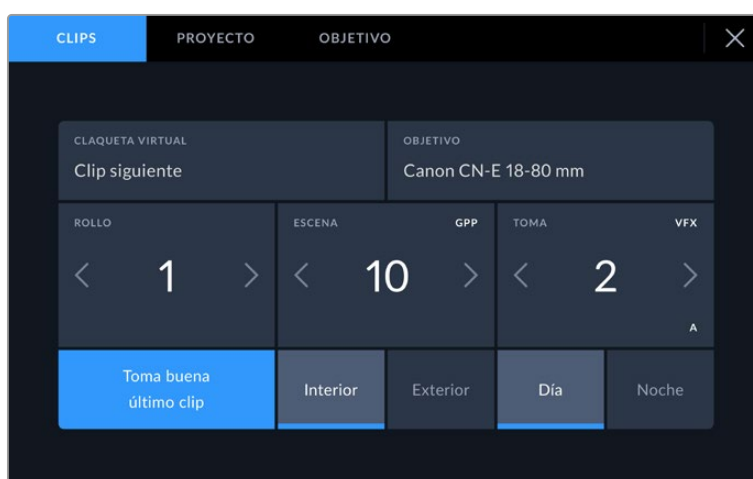 CLIPS PROYECTO OBJETIVO
CLAQUETA VIRTUAL OBJETIVO
Clip siguiente Canon CN-E 18-80 mm
ROLLO ESCENA GPP TOMA VFX
1 10 2
A
Toma buena
último clip
Interior Exterior Día Noche